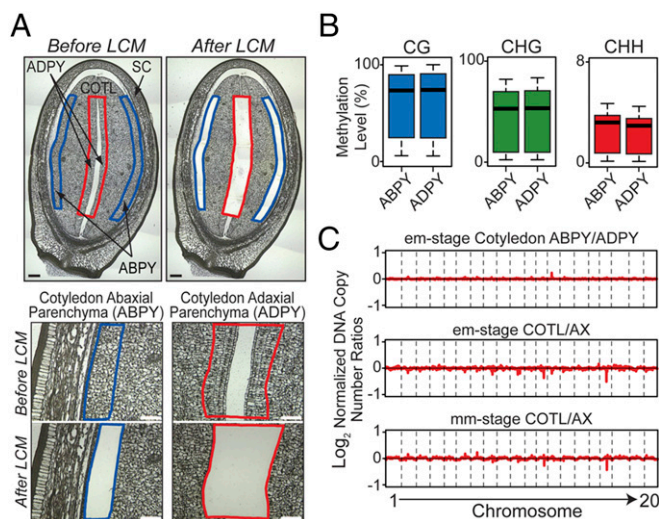 A
Before LCM
After LCM
ADPY
COTL
SC
ABPY
Cotyledon Abaxial
Parenchyma (ABPY)
Cotyledon Adaxial
Parenchyma (ADPY)
Before LCM
After LCM
B
CG
CHG
CHH
Methylation
Level (%)
100
0
100
0
8
0
ABPY
ADPY
ABPY
ADPY
ABPY
ADPY
C
em-stage Cotyledon ABPY/ADPY
1
0
-1
em-stage COTL/AX
1
0
-1
mm-stage COTL/AX
1
0
-1
Log2 Normalized DNA Copy
Number Ratios
1
20
Chromosome